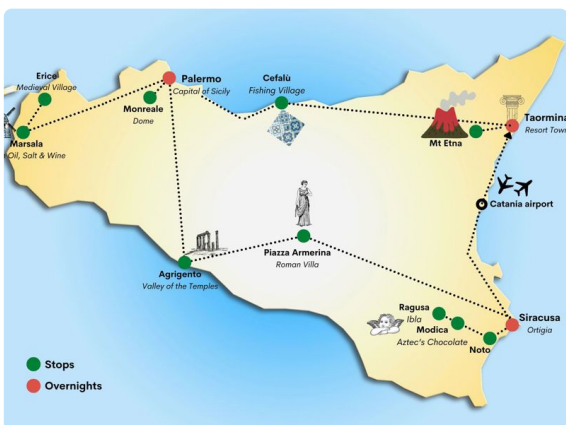 Erice
Medieval Village
Palermo
Capital of Sicily
Cefalù
Fishing Village
Monreale
Dome
Marsala
Oil, Salt & Wine
Taormina
Resort Town
Mt Etna
Catania airport
Piazza Armerina
Roman Villa
Agrigento
Valley of the Temples
Ragusa
Ibla
Modica
Aztec's Chocolate
Noto
Siracusa
Ortigia
Stops
Overnights